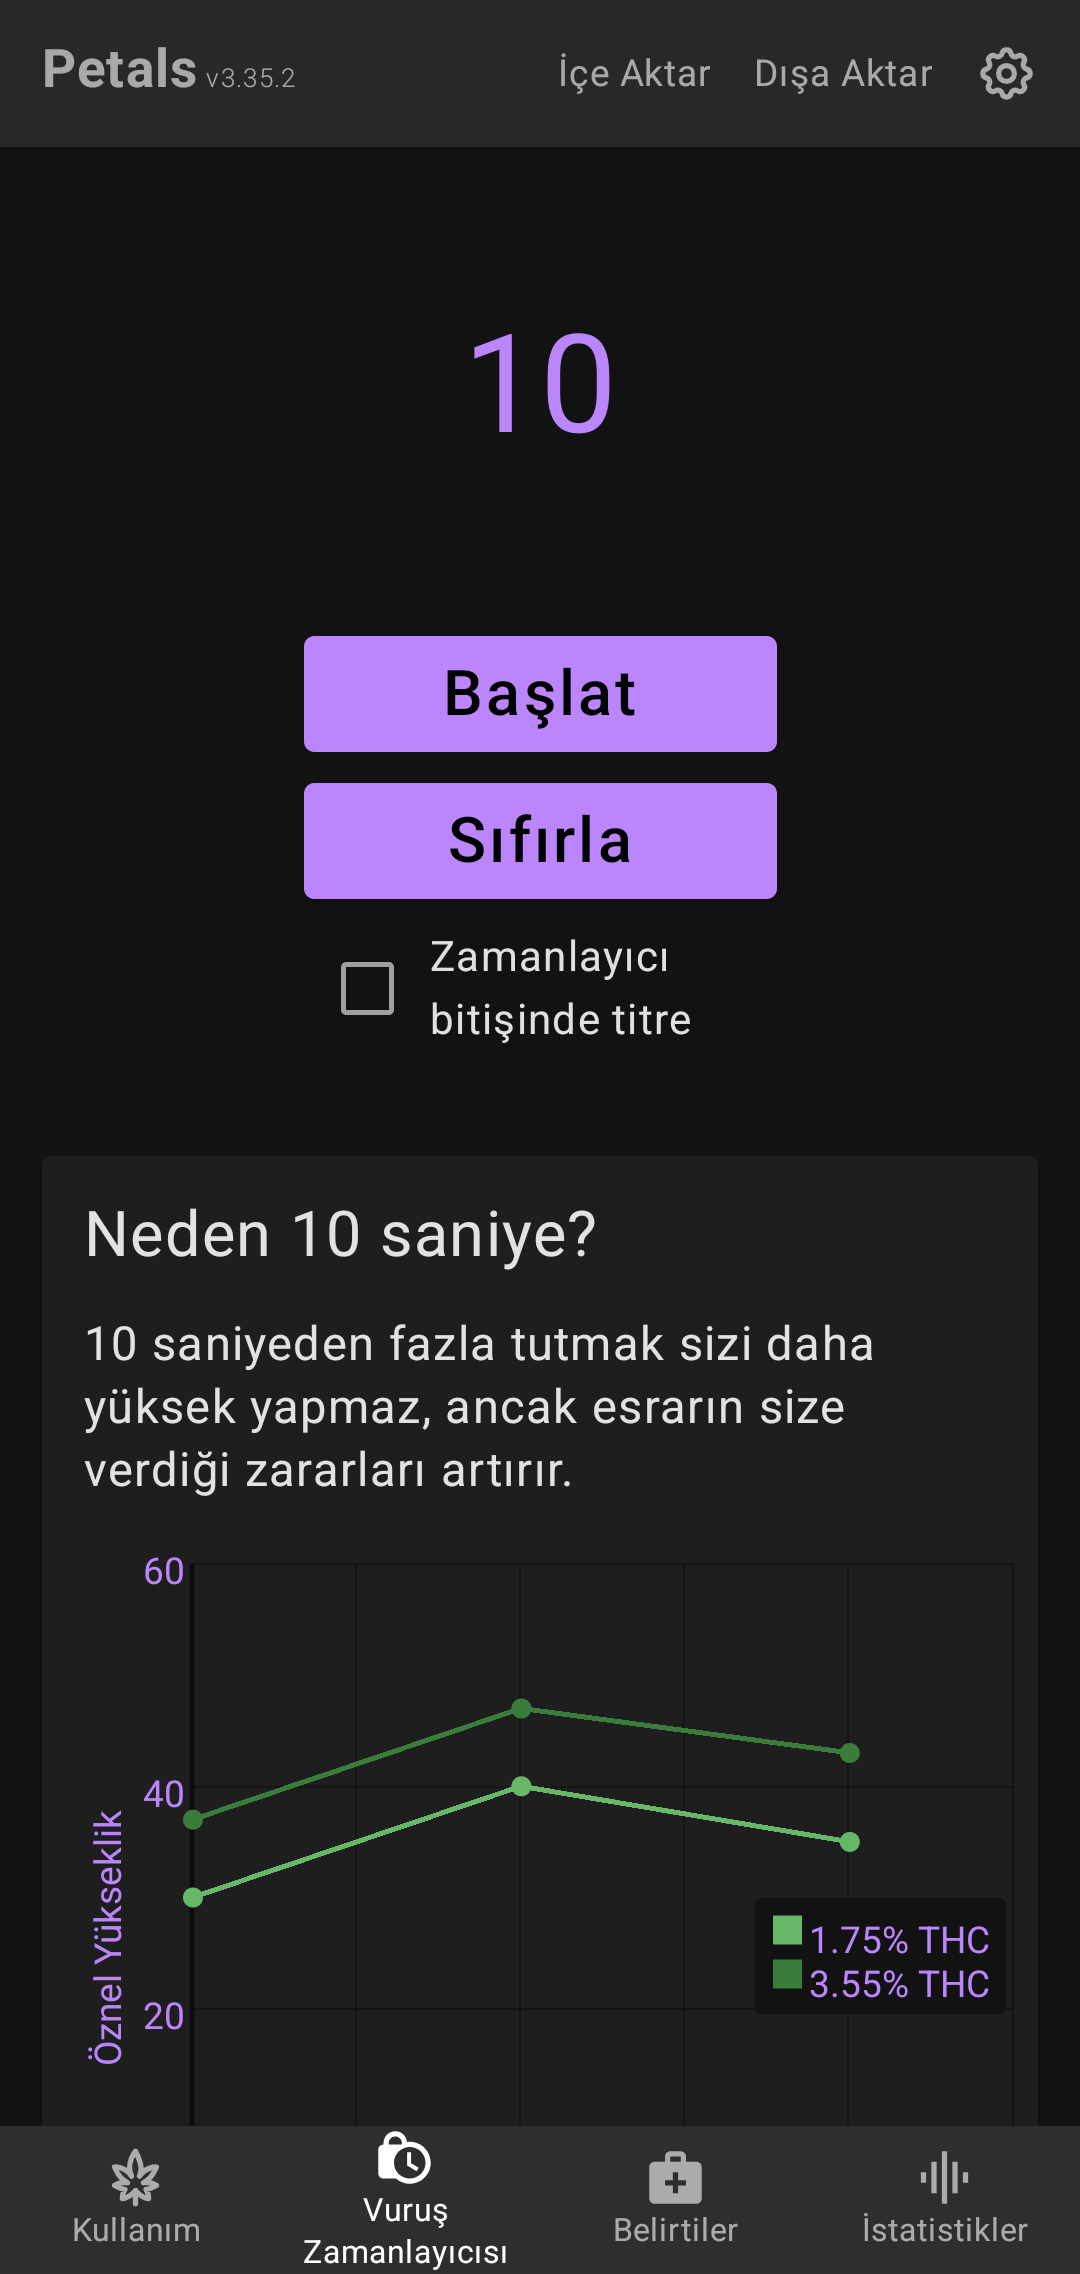 Petals v3.35.2
İçe Aktar
Dışa Aktar
10
Başlat
Sıfırla
Zamanlayıcı
bitişinde titre
Neden 10 saniye?
10 saniyeden fazla tutmak sizi daha
yüksek yapmaz, ancak esrarın size
verdiği zararları artırır.
60
40
20
Öznel Yükseklik
1.75% THC
3.55% THC
Kullanım
Vuruş
Zamanlayıcısı
Belirtiler
İstatistikler